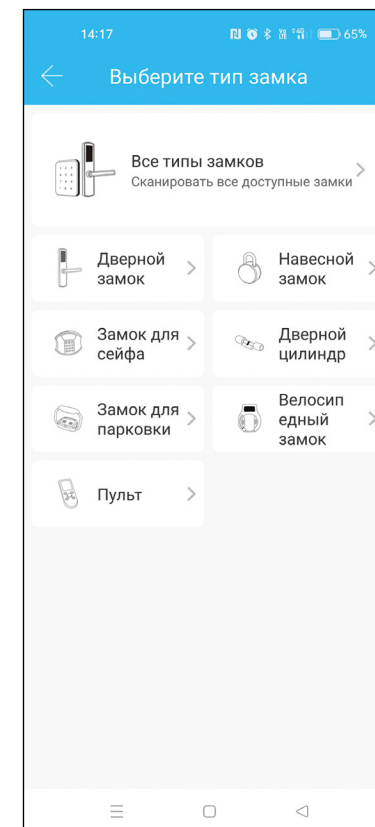 14:17
65%
Выберите тип замка
Все типы замков
Сканировать все доступные замки
Дверной
замок
Навесной
замок
Замок для
сейфа
Дверной
цилиндр
Замок для
парковки
Велосип
едный
замок
Пульт